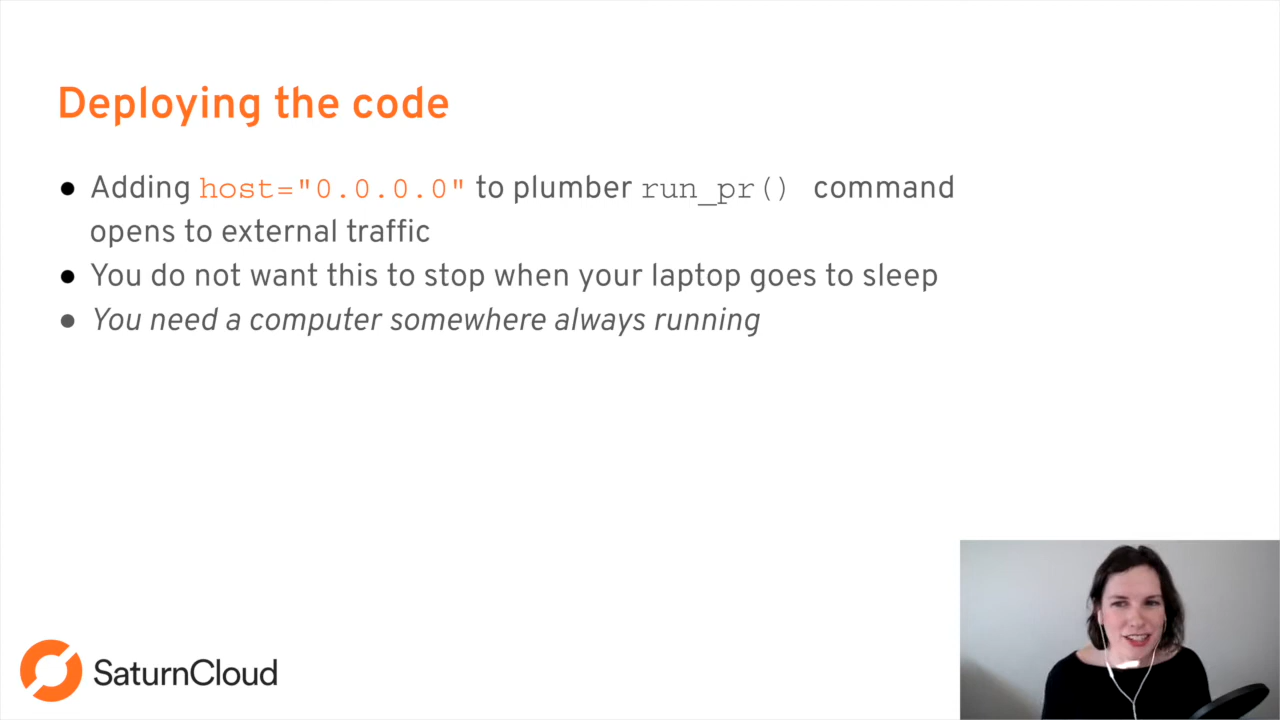 Deploying the code
● Adding host="0.0.0.0" to plumber run_pr() command
opens to external traffic
● You do not want this to stop when your laptop goes to sleep
● You need a computer somewhere always running
SaturnCloud